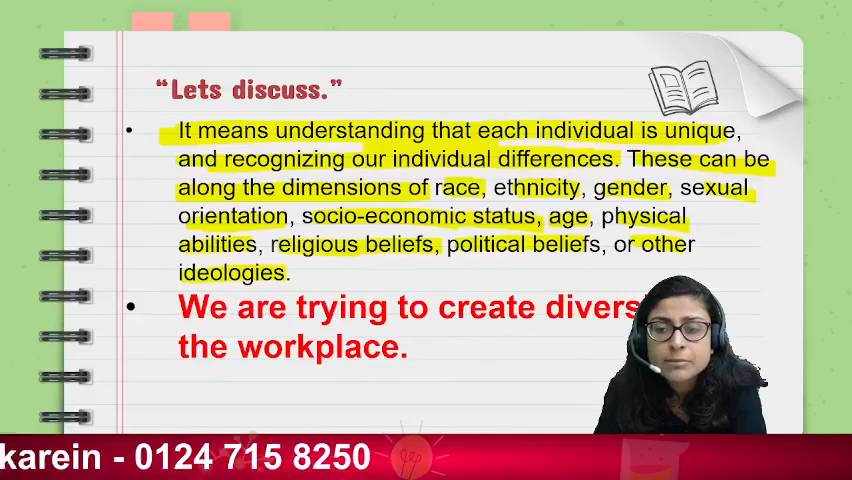 “Lets discuss.”
• It means understanding that each individual is unique,
and recognizing our individual differences. These can be
along the dimensions of race, ethnicity, gender, sexual
orientation, socio-economic status, age, physical
abilities, religious beliefs, political beliefs, or other
ideologies.
• We are trying to create divers
the workplace.
karein - 0124 715 8250